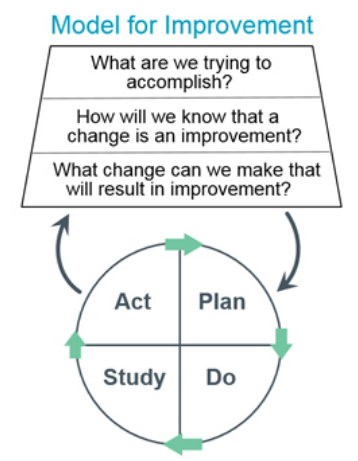 Model for Improvement
What are we trying to
accomplish?
How will we know that a
change is an improvement?
What change can we make that
will result in improvement?
Act
Plan
Study
Do